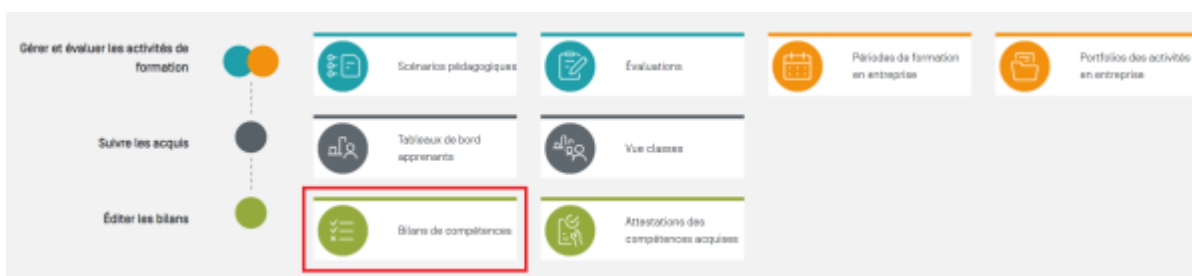 Gérer et évaluer les activités de
formation
Scénarios pédagogiques
Évaluations
Périodes de formation
en entreprise
Portfolios des activités
en entreprise
Suivre les acquis
Tableaux de bord
apprenants
Vue classes
Éditer les bilans
Bilans de compétences
Attestations des
compétences acquises